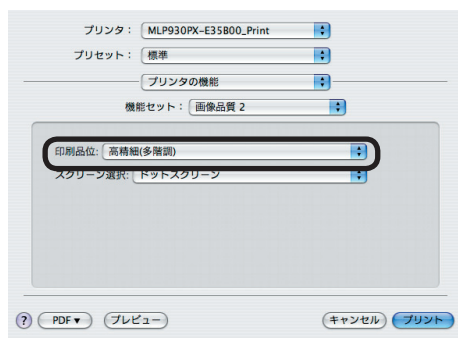 プリンタ： MLP930PX-E35B00_Print
プリセット： 標準
プリンタの機能
機能セット： 画像品質 2
印刷品位: 高精細(多階調)
スクリーン選択: ドットスクリーン
? PDF▼ プレビュー キャンセル プリント